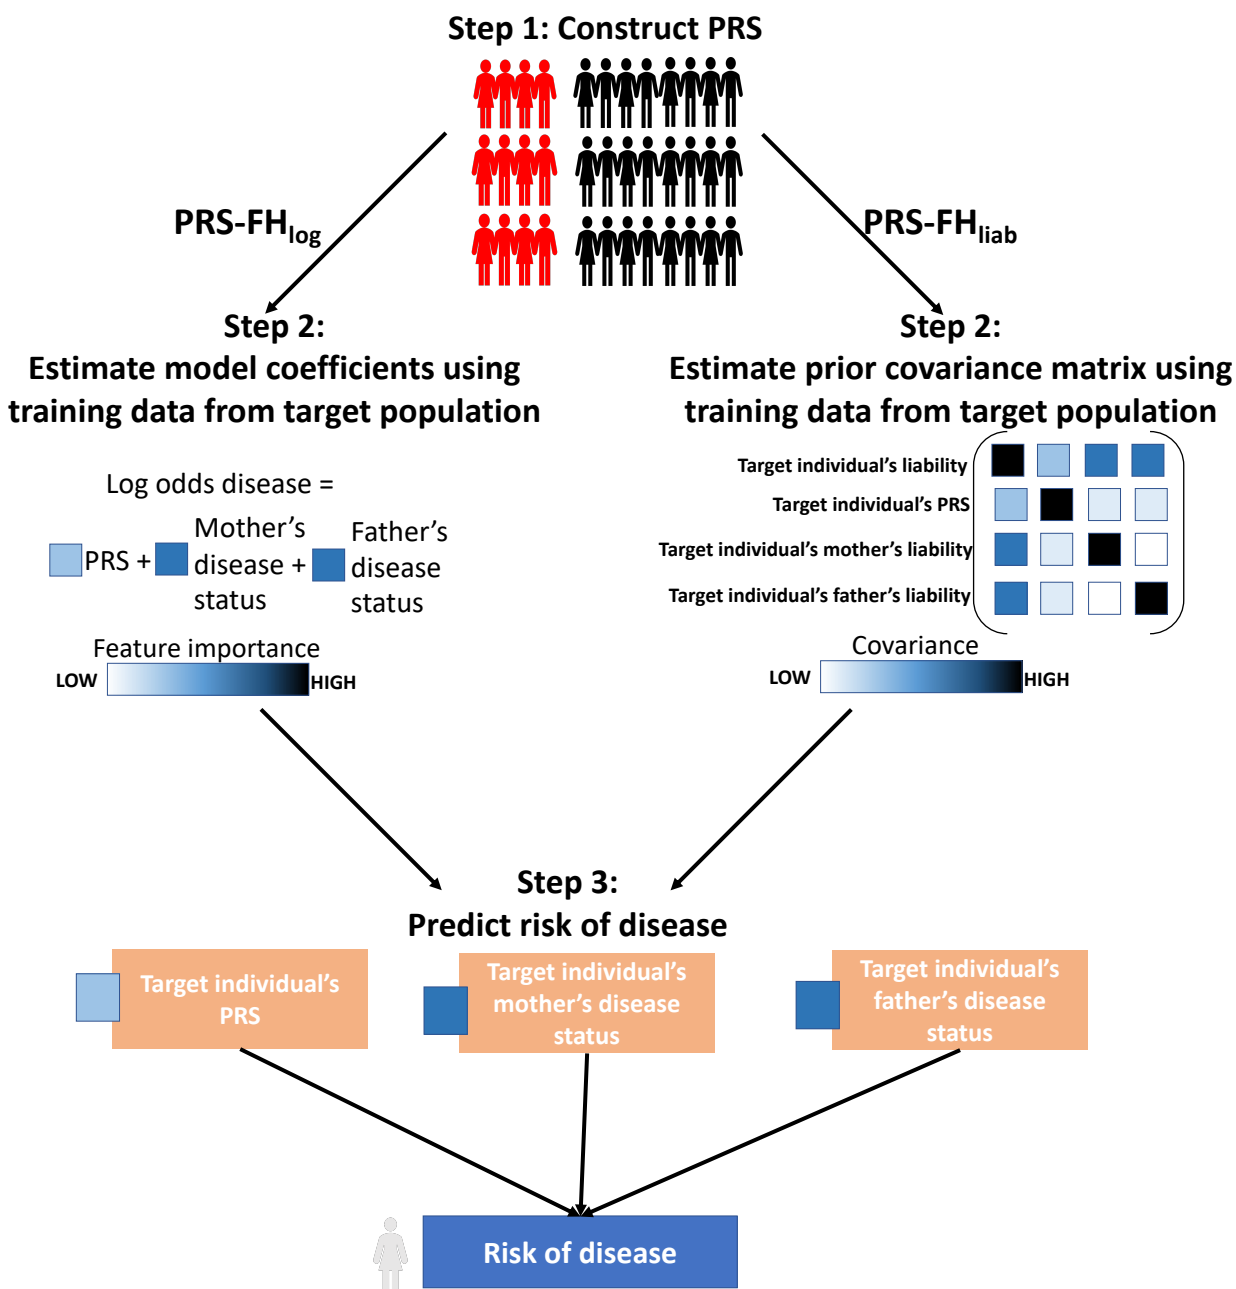 Step 1: Construct PRS
PRS-FHlog
PRS-FHliab
Step 2:
Estimate model coefficients using
training data from target population
Log odds disease =
PRS +
Mother's
disease +
status
Father's
disease
status
Feature importance
LOW
HIGH
Step 2:
Estimate prior covariance matrix using
training data from target population
Target individual's liability
Target individual's PRS
Target individual's mother's liability
Target individual's father's liability
Covariance
LOW
HIGH
Step 3:
Predict risk of disease
Target individual's
PRS
Target individual's
mother's disease
status
Target individual's
father's disease
status
Risk of disease